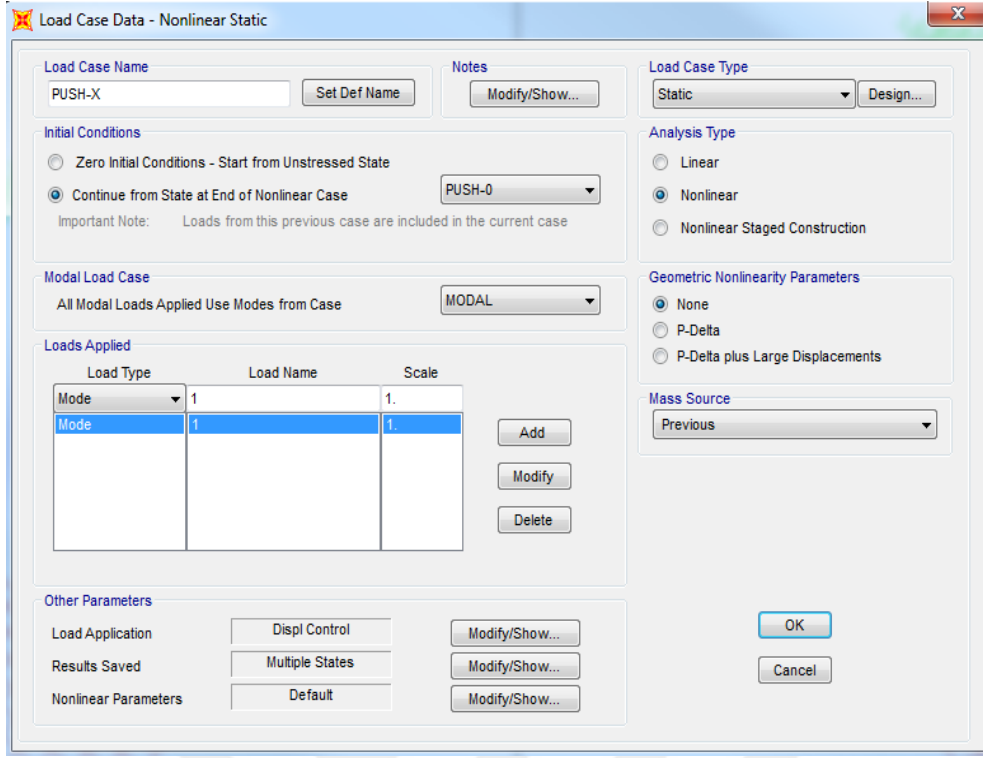 Load Case Data - Nonlinear Static
X
Load Case Name
PUSH-X
Set Def Name
Notes
Modify/Show...
Load Case Type
Static
Design...
Initial Conditions
Zero Initial Conditions - Start from Unstressed State
Continue from State at End of Nonlinear Case
PUSH-0
Important Note: Loads from this previous case are included in the current case
Analysis Type
Linear
Nonlinear
Nonlinear Staged Construction
Modal Load Case
All Modal Loads Applied Use Modes from Case
MODAL
Geometric Nonlinearity Parameters
None
P-Delta
P-Delta plus Large Displacements
Loads Applied
Load Type Load Name Scale
Mode 1 1.
Mode 1 1.
Add
Modify
Delete
Mass Source
Previous
Other Parameters
Load Application Displ Control Modify/Show...
Results Saved Multiple States Modify/Show...
Nonlinear Parameters Default Modify/Show...
OK
Cancel